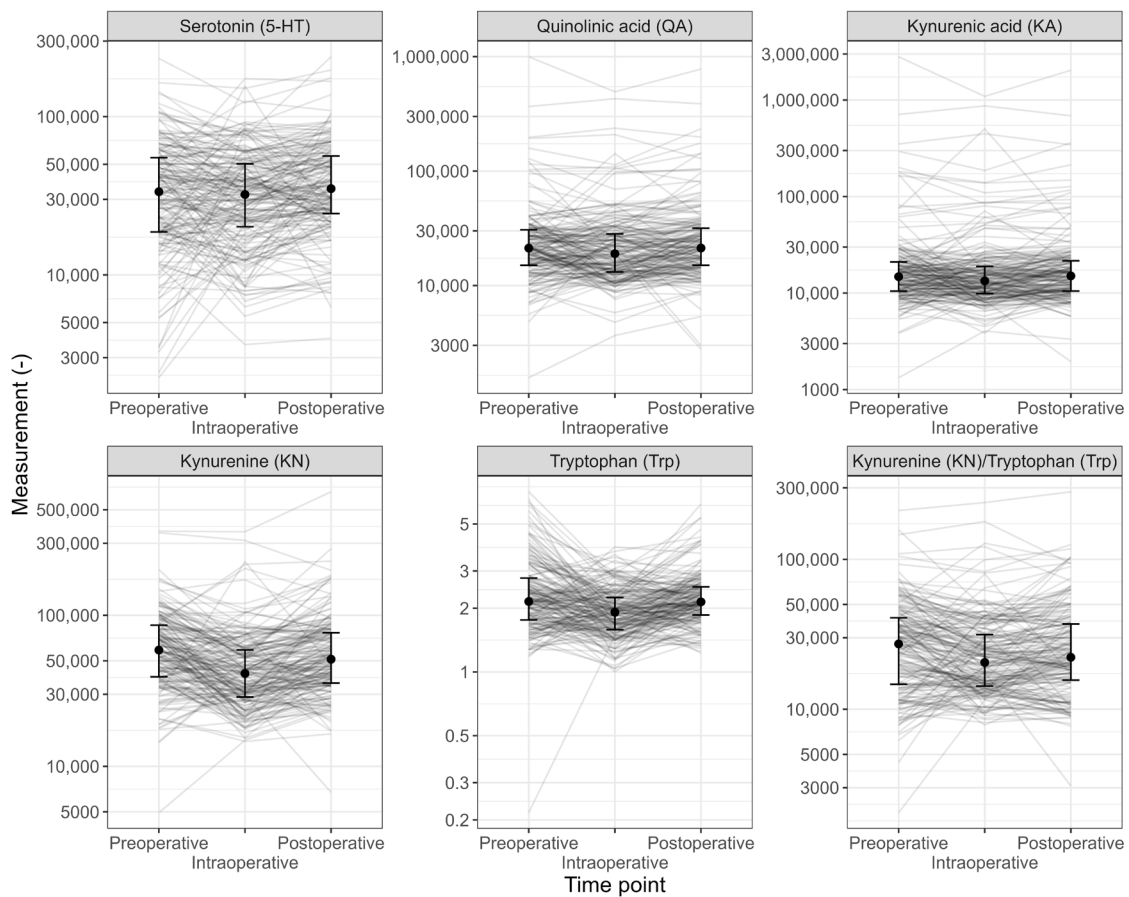 Serotonin (5-HT)
Quinolinic acid (QA)
Kynurenic acid (KA)
300,000
100,000
50,000
30,000
10,000
5000
3000
1,000,000
300,000
100,000
30,000
10,000
3000
3,000,000
1,000,000
300,000
100,000
30,000
10,000
3000
1000
Preoperative
Intraoperative
Postoperative
Preoperative
Intraoperative
Postoperative
Preoperative
Intraoperative
Postoperative
Measurement (-)
Kynurenine (KN)
Tryptophan (Trp)
Kynurenine (KN)/Tryptophan (Trp)
500,000
300,000
100,000
50,000
30,000
10,000
5000
5
3
2
1
0.5
0.3
0.2
300,000
100,000
50,000
30,000
10,000
5000
3000
Preoperative
Intraoperative
Postoperative
Preoperative
Intraoperative
Postoperative
Preoperative
Intraoperative
Postoperative
Time point